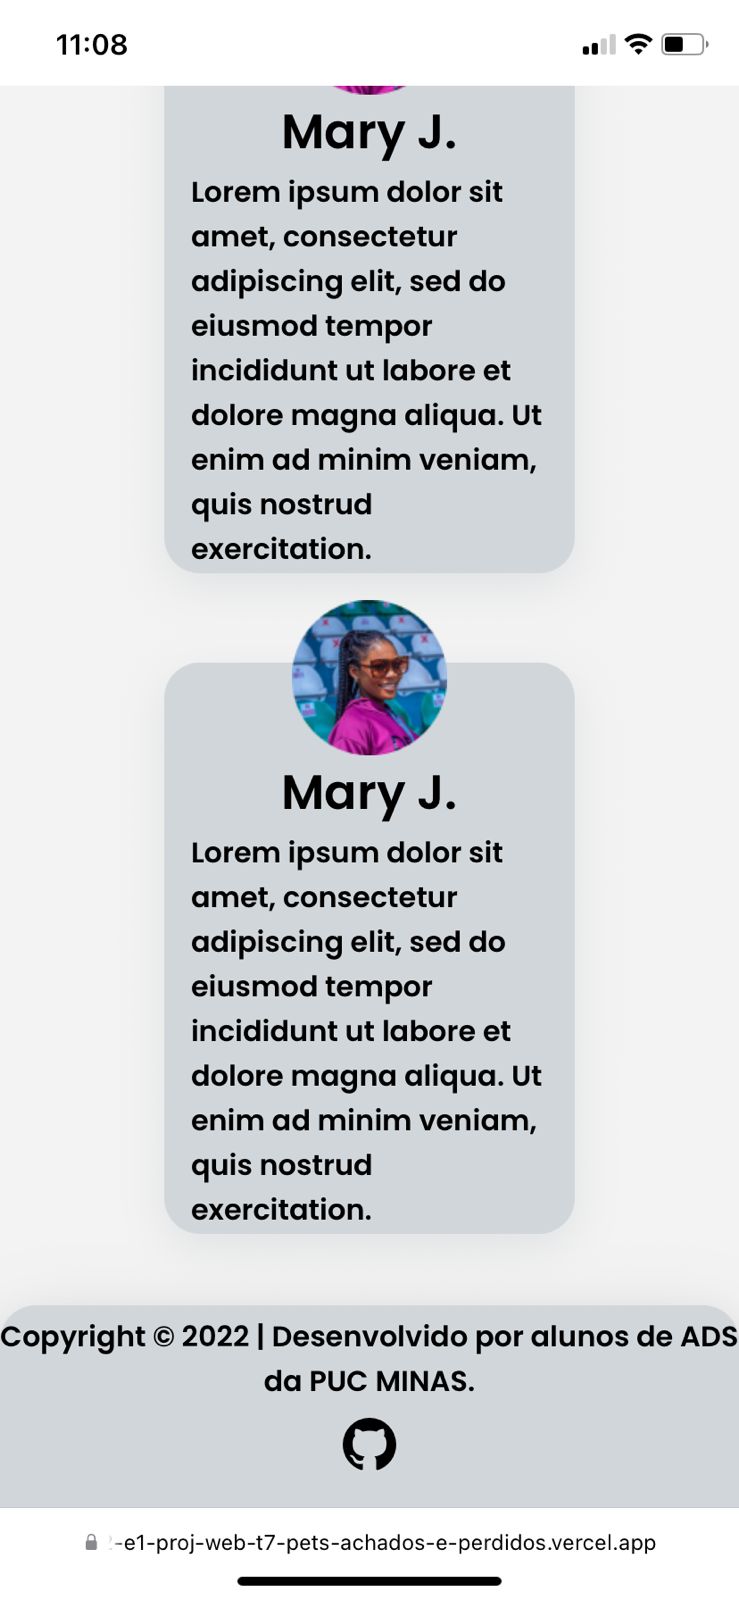 11:08
Mary J.
Lorem ipsum dolor sit
amet, consectetur
adipiscing elit, sed do
eiusmod tempor
incididunt ut labore et
dolore magna aliqua. Ut
enim ad minim veniam,
quis nostrud
exercitation.
Mary J.
Lorem ipsum dolor sit
amet, consectetur
adipiscing elit, sed do
eiusmod tempor
incididunt ut labore et
dolore magna aliqua. Ut
enim ad minim veniam,
quis nostrud
exercitation.
Copyright © 2022 | Desenvolvido por alunos de ADS
da PUC MINAS.
-e1-proj-web-t7-pets-achados-e-perdidos.vercel.app